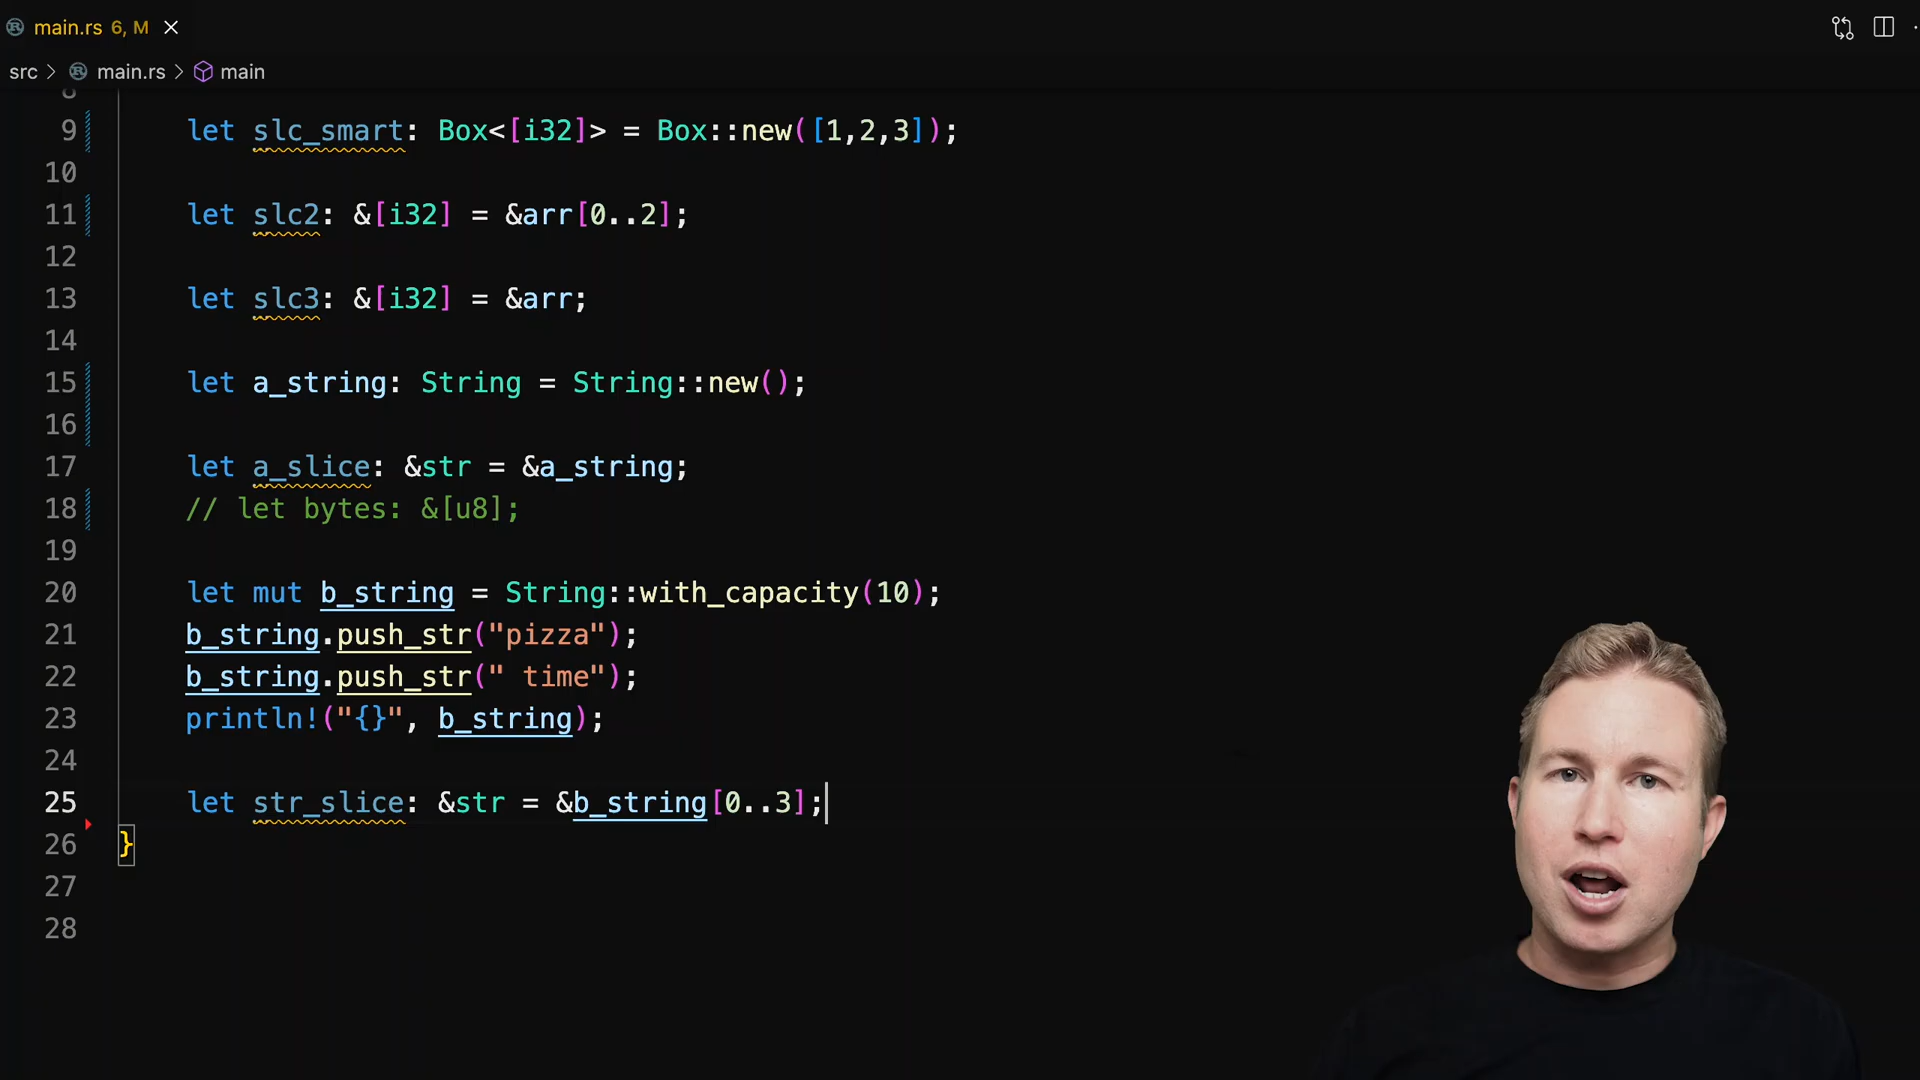 main.rs 6, M
src > main.rs > main
8
9 let slc_smart: Box<[i32]> = Box::new([1,2,3]);
10
11 let slc2: &[i32] = &arr[0..2];
12
13 let slc3: &[i32] = &arr;
14
15 let a_string: String = String::new();
16
17 let a_slice: &str = &a_string;
18 // let bytes: &[u8];
19
20 let mut b_string = String::with_capacity(10);
21 b_string.push_str("pizza");
22 b_string.push_str(" time");
23 println!("{}", b_string);
24
25 let str_slice: &str = &b_string[0..3];
26 }
27
28